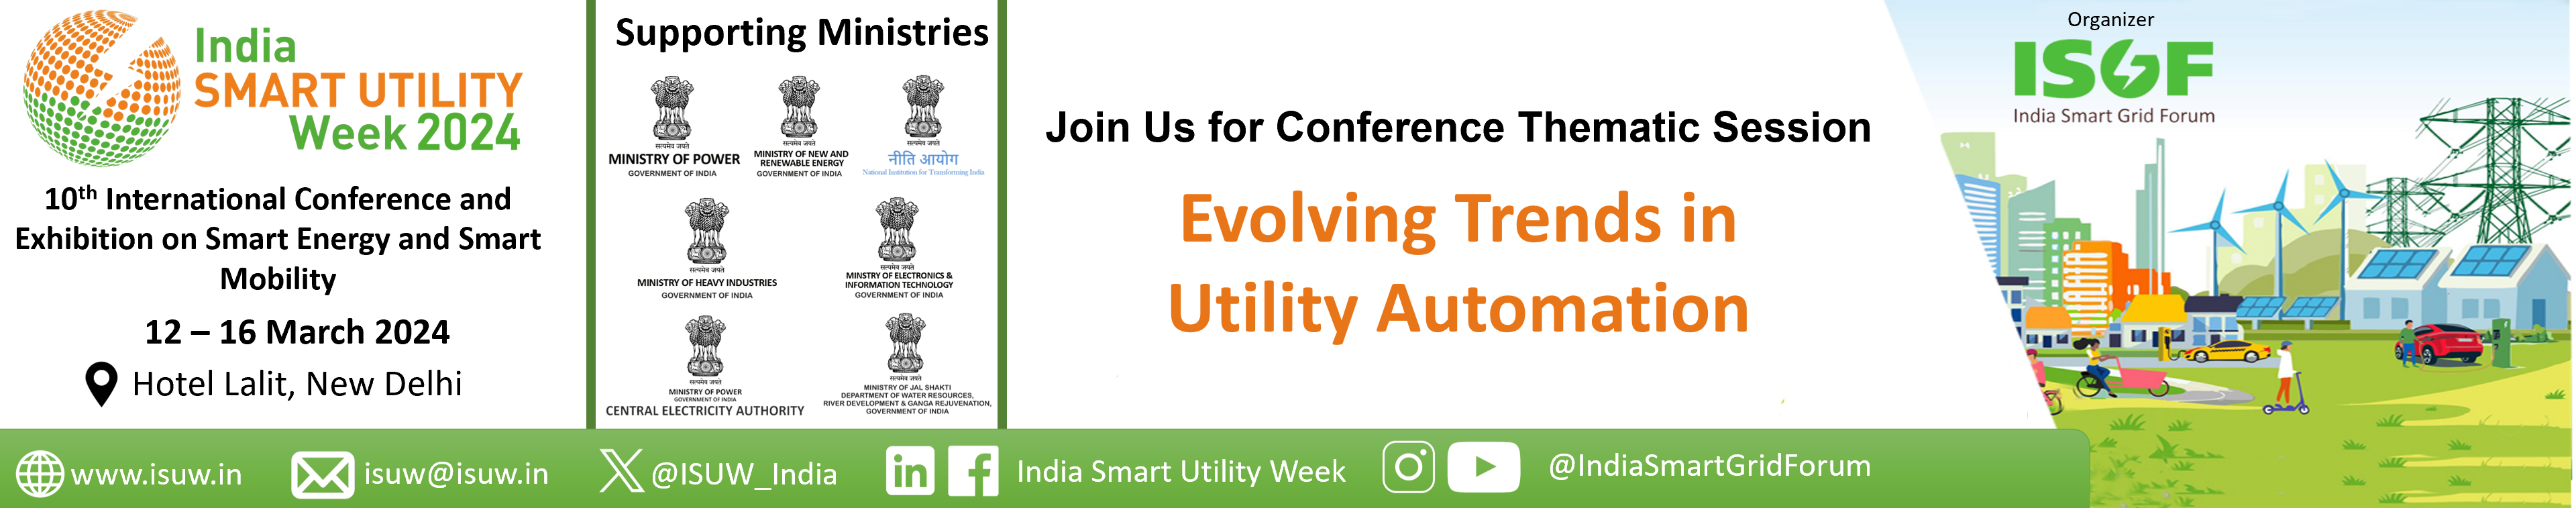 India
SMART UTILITY
Week 2024
10th International Conference and
Exhibition on Smart Energy and Smart
Mobility
12 – 16 March 2024
Hotel Lalit, New Delhi
Supporting Ministries
सत्यमेव जयते
MINISTRY OF POWER
GOVERNMENT OF INDIA
सत्यमेव जयते
MINISTRY OF NEW AND
RENEWABLE ENERGY
GOVERNMENT OF INDIA
सत्यमेव जयते
नीति आयोग
National Institution for Transforming India
सत्यमेव जयते
MINISTRY OF HEAVY INDUSTRIES
GOVERNMENT OF INDIA
सत्यमेव जयते
MINSTRY OF ELECTRONICS &
INFORMATION TECHNOLOGY
GOVERNMENT OF INDIA
सत्यमेव जयते
MINISTRY OF POWER
GOVERNMENT OF INDIA
CENTRAL ELECTRICITY AUTHORITY
सत्यमेव जयते
MINISTRY OF JAL SHAKTI
DEPARTMENT OF WATER RESOURCES,
RIVER DEVELOPMENT & GANGA REJUVENATION,
GOVERNMENT OF INDIA
Join Us for Conference Thematic Session
Evolving Trends in
Utility Automation
Organizer
ISGF
India Smart Grid Forum
www.isuw.in
isuw@isuw.in
@ISUW_India
India Smart Utility Week
@IndiaSmartGridForum